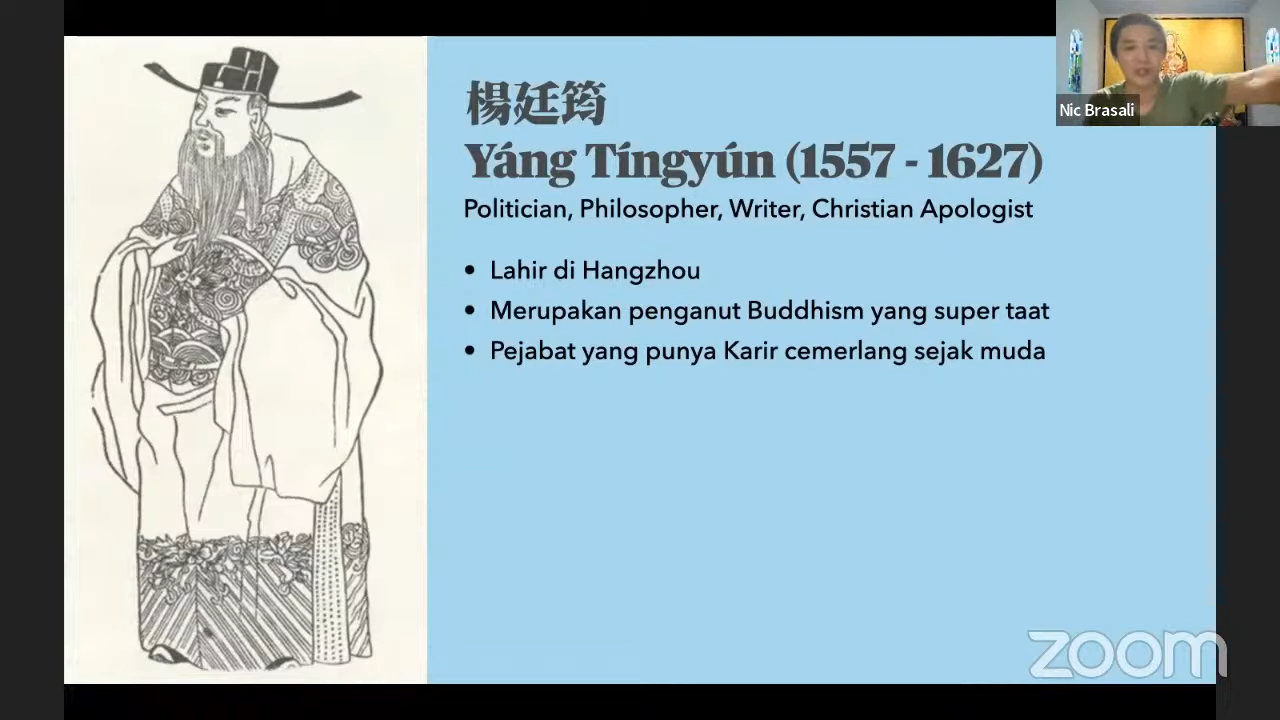 楊廷筠
Yáng Tíngyún (1557 - 1627)
Politician, Philosopher, Writer, Christian Apologist
• Lahir di Hangzhou
• Merupakan penganut Buddhism yang super taat
• Pejabat yang punya Karir cemerlang sejak muda
Nic Brasali
zoom